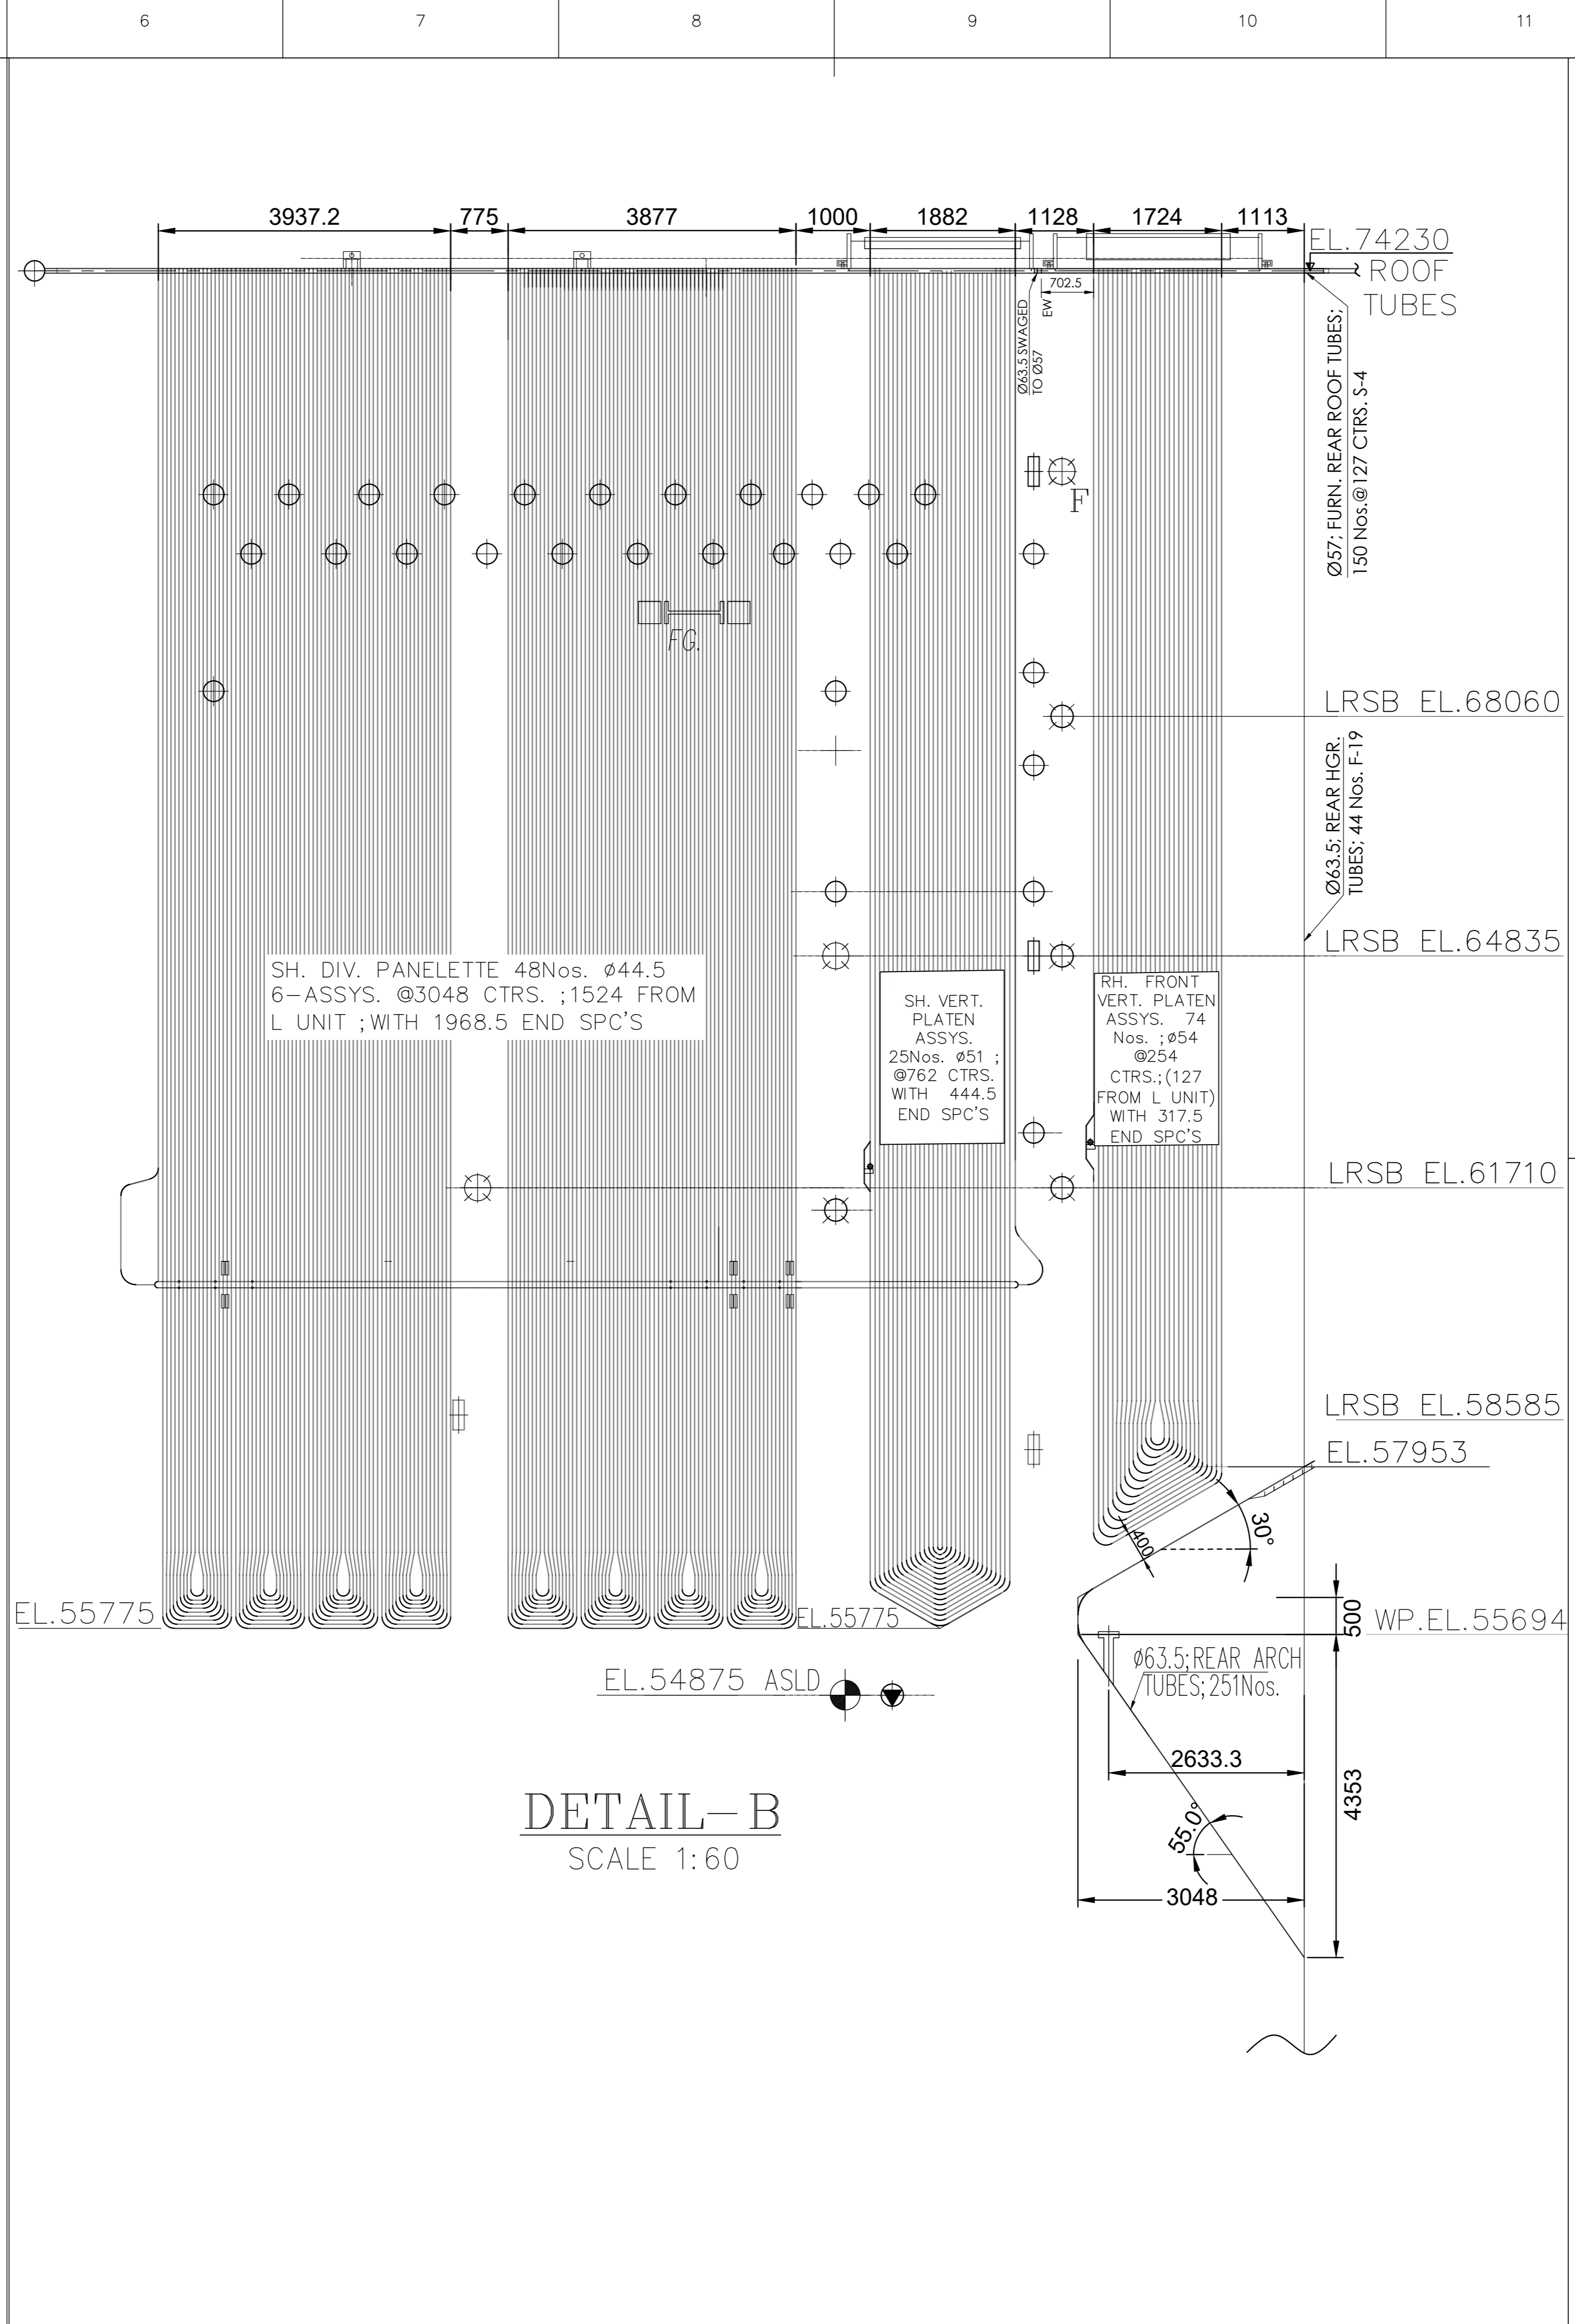 6 7 8 9 10 11
3937.2 775 3877 1000 1882 1128 1724 1113
EL.74230
ROOF
TUBES
702.5
EW
Ø63.5 SWAGED
TO Ø57
Ø57; FURN. REAR ROOF TUBES;
150 Nos.@127 CTRS. S-4
F
FG.
LRSB EL.68060
Ø63.5; REAR HGR.
TUBES; 44 Nos. F-19
LRSB EL.64835
SH. DIV. PANELETTE 48Nos. ø44.5
6-ASSYS. @3048 CTRS. ;1524 FROM
L UNIT ;WITH 1968.5 END SPC'S
SH. VERT.
PLATEN
ASSYS.
25Nos. ø51 ;
@762 CTRS.
WITH 444.5
END SPC'S
RH. FRONT
VERT. PLATEN
ASSYS. 74
Nos. ;ø54
@254
CTRS.;(127
FROM L UNIT)
WITH 317.5
END SPC'S
LRSB EL.61710
LRSB EL.58585
EL.57953
30°
400
500
EL.55775
EL.55775
WP.EL.55694
ø63.5;REAR ARCH
TUBES;251Nos.
EL.54875 ASLD
2633.3
4353
55.0°
3048
DETAIL-B
SCALE 1:60